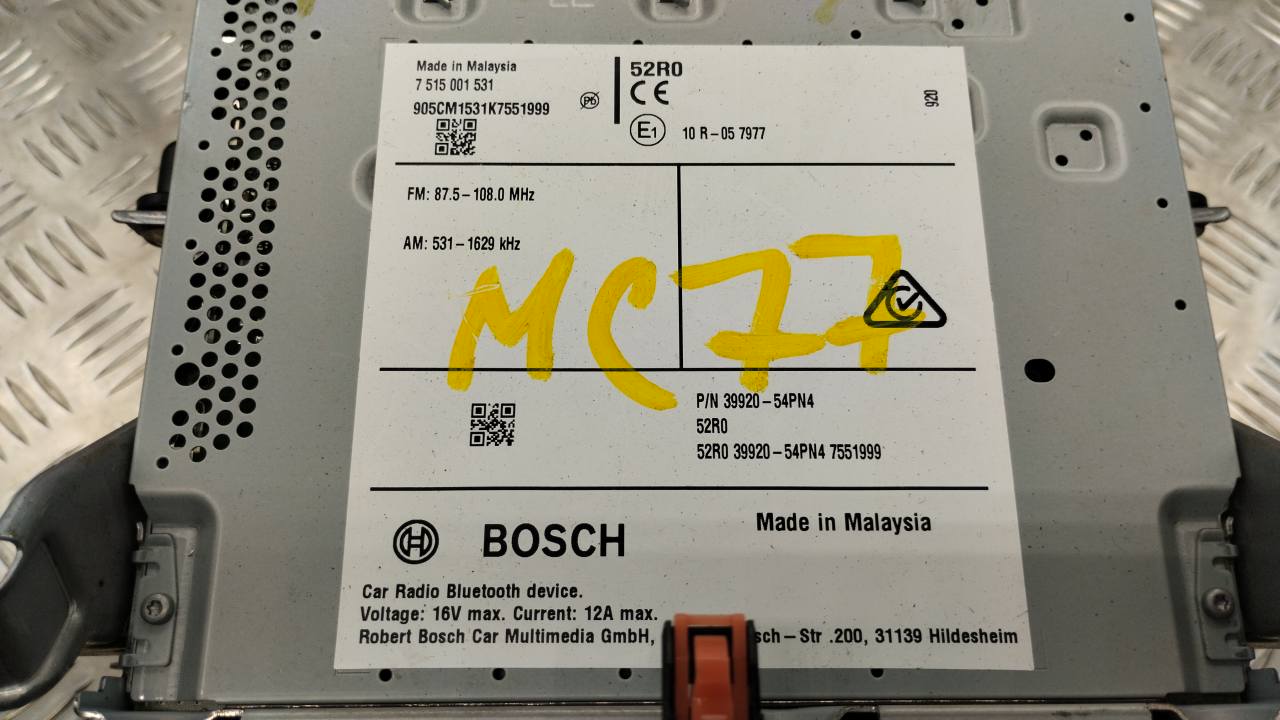 Made in Malaysia
7 515 001 531
905CM1531K7551999
Pb
52R0
CE
E1
10 R-05 7977
920
FM: 87.5-108.0 MHz
AM: 531-1629 kHz
MC77
P/N 39920-54PN4
52R0
52R0 39920-54PN4 7551999
BOSCH
Made in Malaysia
Car Radio Bluetooth device.
Voltage: 16V max. Current: 12A max.
Robert Bosch Car Multimedia GmbH, sch-Str .200, 31139 Hildesheim